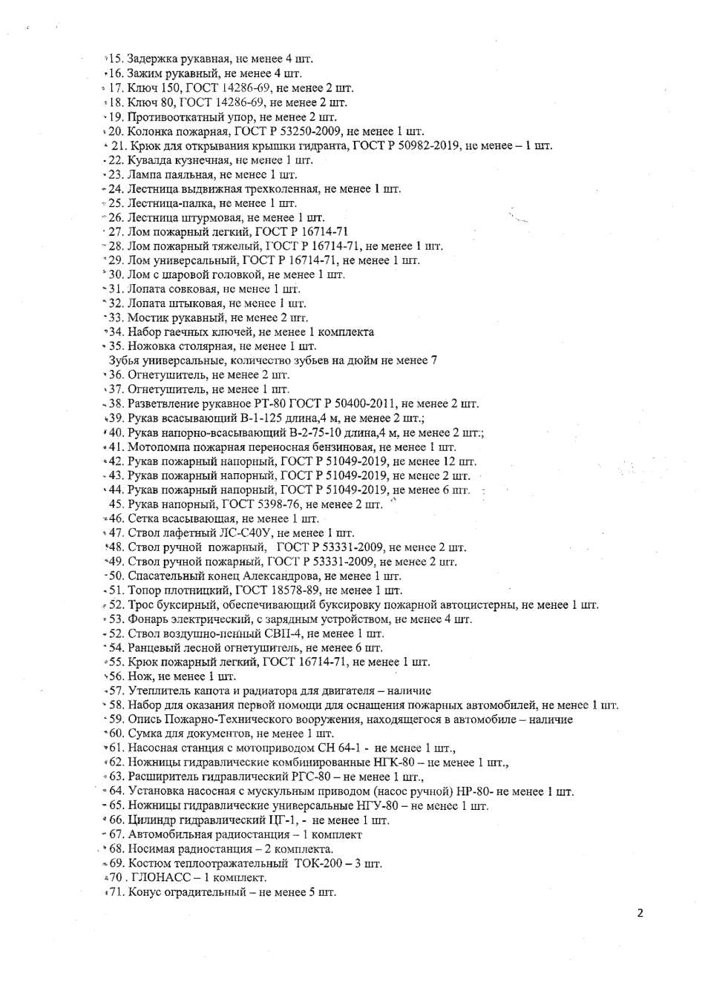 15. Задержка рукавная, не менее 4 шт.
16. Зажим рукавный, не менее 4 шт.
17. Ключ 150, ГОСТ 14286-69, не менее 2 шт.
18. Ключ 80, ГОСТ 14286-69, не менее 2 шт.
19. Противооткатный упор, не менее 2 шт.
20. Колонка пожарная, ГОСТ Р 53250-2009, не менее 1 шт.
21. Крюк для открывания крышки гидранта, ГОСТ Р 50982-2019, не менее – 1 шт.
22. Кувалда кузнечная, не менее 1 шт.
23. Лампа паяльная, не менее 1 шт.
24. Лестница выдвижная трехколенная, не менее 1 шт.
25. Лестница-палка, не менее 1 шт.
26. Лестница штурмовая, не менее 1 шт.
27. Лом пожарный легкий, ГОСТ Р 16714-71
28. Лом пожарный тяжелый, ГОСТ Р 16714-71, не менее 1 шт.
29. Лом универсальный, ГОСТ Р 16714-71, не менее 1 шт.
30. Лом с шаровой головкой, не менее 1 шт.
31. Лопата совковая, не менее 1 шт.
32. Лопата штыковая, не менее 1 шт.
33. Мостик рукавный, не менее 2 шт.
34. Набор гаечных ключей, не менее 1 комплекта
35. Ножовка столярная, не менее 1 шт.
Зубья универсальные, количество зубьев на дюйм не менее 7
36. Огнетушитель, не менее 2 шт.
37. Огнетушитель, не менее 1 шт.
38. Разветвление рукавное РТ-80 ГОСТ Р 50400-2011, не менее 2 шт.
39. Рукав всасывающий В-1-125 длина,4 м, не менее 2 шт.;
40. Рукав напорно-всасывающий В-2-75-10 длина,4 м, не менее 2 шт.;
41. Мотопомпа пожарная переносная бензиновая, не менее 1 шт.
42. Рукав пожарный напорный, ГОСТ Р 51049-2019, не менее 12 шт.
43. Рукав пожарный напорный, ГОСТ Р 51049-2019, не менее 2 шт.
44. Рукав пожарный напорный, ГОСТ Р 51049-2019, не менее 6 шт.
45. Рукав напорный, ГОСТ 5398-76, не менее 2 шт.
46. Сетка всасывающая, не менее 1 шт.
47. Ствол лафетный ЛС-С40У, не менее 1 шт.
48. Ствол ручной пожарный, ГОСТ Р 53331-2009, не менее 2 шт.
49. Ствол ручной пожарный, ГОСТ Р 53331-2009, не менее 2 шт.
50. Спасательный конец Александрова, не менее 1 шт.
51. Топор плотницкий, ГОСТ 18578-89, не менее 1 шт.
52. Трос буксирный, обеспечивающий буксировку пожарной автоцистерны, не менее 1 шт.
53. Фонарь электрический, с зарядным устройством, не менее 4 шт.
52. Ствол воздушно-пенный СВП-4, не менее 1 шт.
54. Ранцевый лесной огнетушитель, не менее 6 шт.
55. Крюк пожарный легкий, ГОСТ 16714-71, не менее 1 шт.
56. Нож, не менее 1 шт.
57. Утеплитель капота и радиатора для двигателя – наличие
58. Набор для оказания первой помощи для оснащения пожарных автомобилей, не менее 1 шт.
59. Опись Пожарно-Технического вооружения, находящегося в автомобиле – наличие
60. Сумка для документов, не менее 1 шт.
61. Насосная станция с мотоприводом СН 64-1 - не менее 1 шт.,
62. Ножницы гидравлические комбинированные НГК-80 – не менее 1 шт.,
63. Расширитель гидравлический РГС-80 – не менее 1 шт.,
64. Установка насосная с мускульным приводом (насос ручной) НР-80- не менее 1 шт.
65. Ножницы гидравлические универсальные НГУ-80 – не менее 1 шт.
66. Цилиндр гидравлический ЦГ-1, - не менее 1 шт.
67. Автомобильная радиостанция – 1 комплект
68. Носимая радиостанция – 2 комплекта.
69. Костюм теплоотражательный ТОК-200 – 3 шт.
70 . ГЛОНАСС – 1 комплект.
71. Конус оградительный – не менее 5 шт.
2